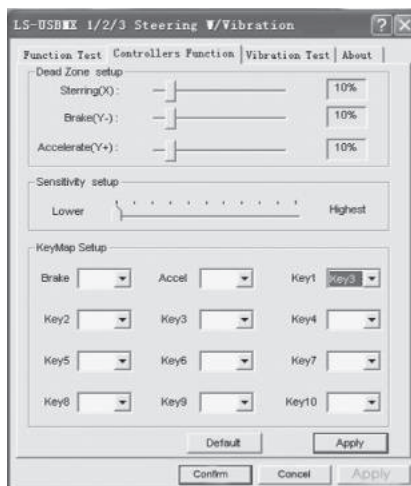 LS-USBMX 1/2/3 Steering W/Vibration
Function Test Controllers Function Vibration Test About
Dead Zone setup
Sterring(X): 10%
Brake(Y-): 10%
Accelerate(Y+): 10%
Sensitivity setup
Lower Highest
KeyMap Setup
Brake Accel Key1 Key3
Key2 Key3 Key4
Key5 Key6 Key7
Key8 Key9 Key10
Default Apply
Confirm Concel Apply